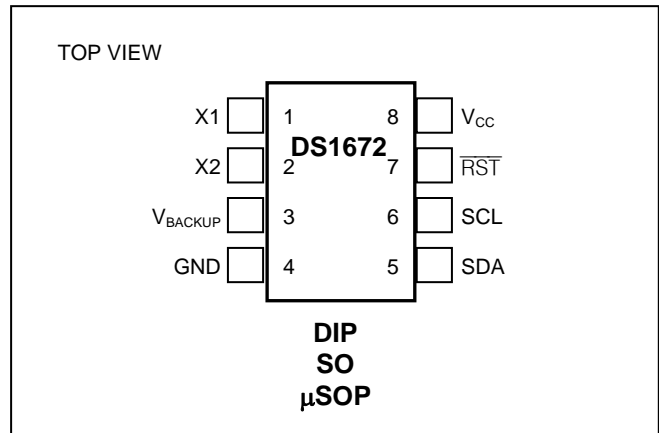 TOP VIEW
X1 1 8 VCC
DS1672
X2 2 7 RST
VBACKUP 3 6 SCL
GND 4 5 SDA
DIP
SO
μSOP